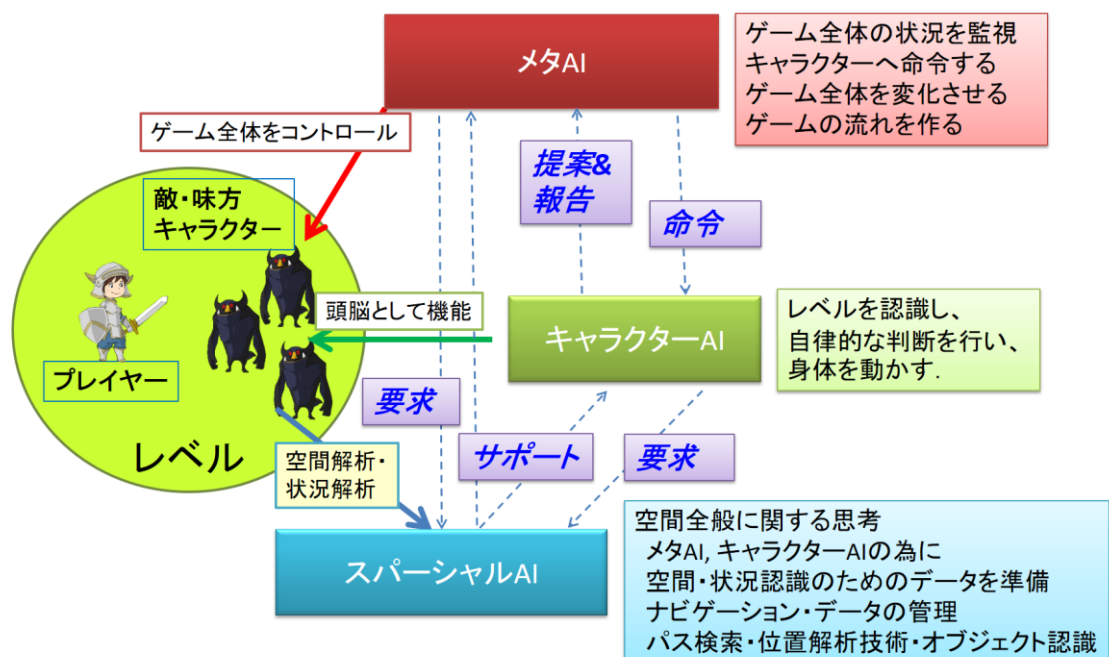 メタAI
ゲーム全体の状況を監視
キャラクターへ命令する
ゲーム全体を変化させる
ゲームの流れを作る
ゲーム全体をコントロール
提案&
報告
命令
敵・味方
キャラクター
頭脳として機能
キャラクターAI
レベルを認識し、
自律的な判断を行い、
身体を動かす.
プレイヤー
レベル
要求
サポート
要求
空間解析・
状況解析
スパーシャルAI
空間全般に関する思考
メタAI, キャラクターAIの為に
空間・状況認識のためのデータを準備
ナビゲーション・データの管理
パス検索・位置解析技術・オブジェクト認識